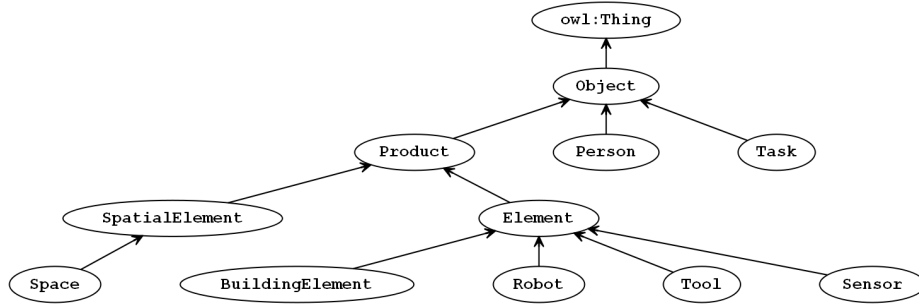 owl:Thing
Object
Product
Person
Task
SpatialElement
Element
Space
BuildingElement
Robot
Tool
Sensor